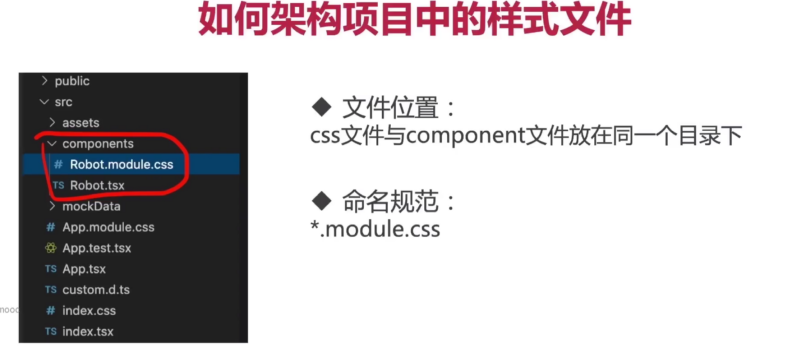 如何架构项目中的样式文件
public
src
assets
components
# Robot.module.css
TS Robot.tsx
mockData
# App.module.css
App.test.tsx
TS App.tsx
TS custom.d.ts
# index.css
TS index.tsx
◆ 文件位置：
css文件与component文件放在同一个目录下
◆ 命名规范：
*.module.css